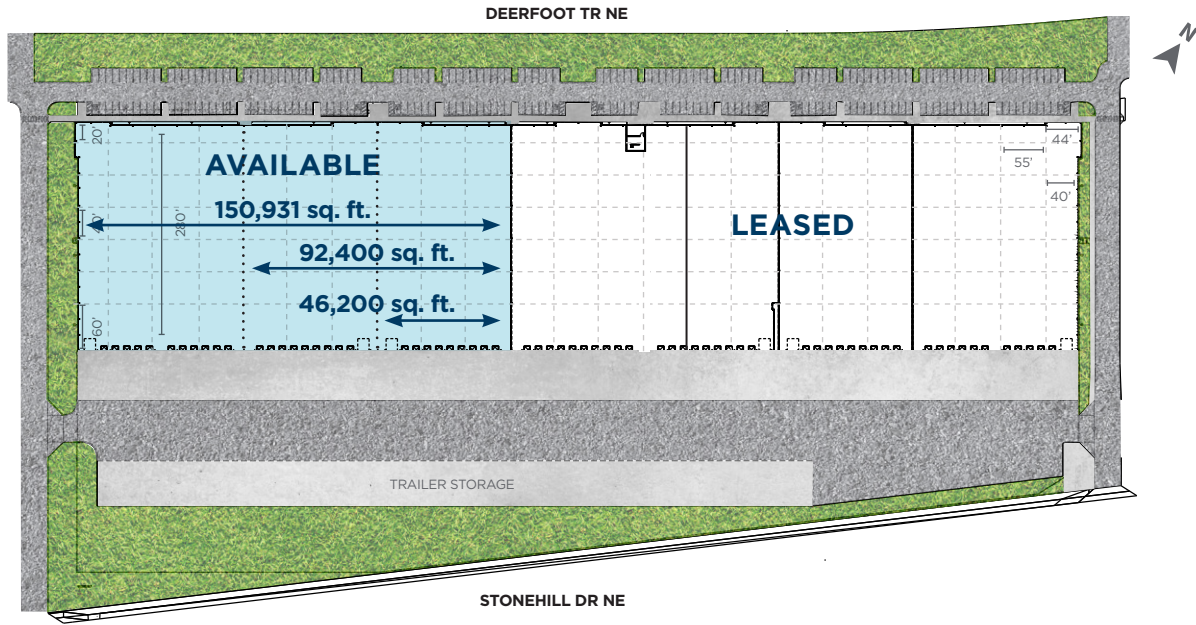 DEERFOOT TR NE
N
20'
44'
55'
AVAILABLE
40'
150,931 sq. ft.
280'
LEASED
92,400 sq. ft.
46,200 sq. ft.
60'
TRAILER STORAGE
STONEHILL DR NE